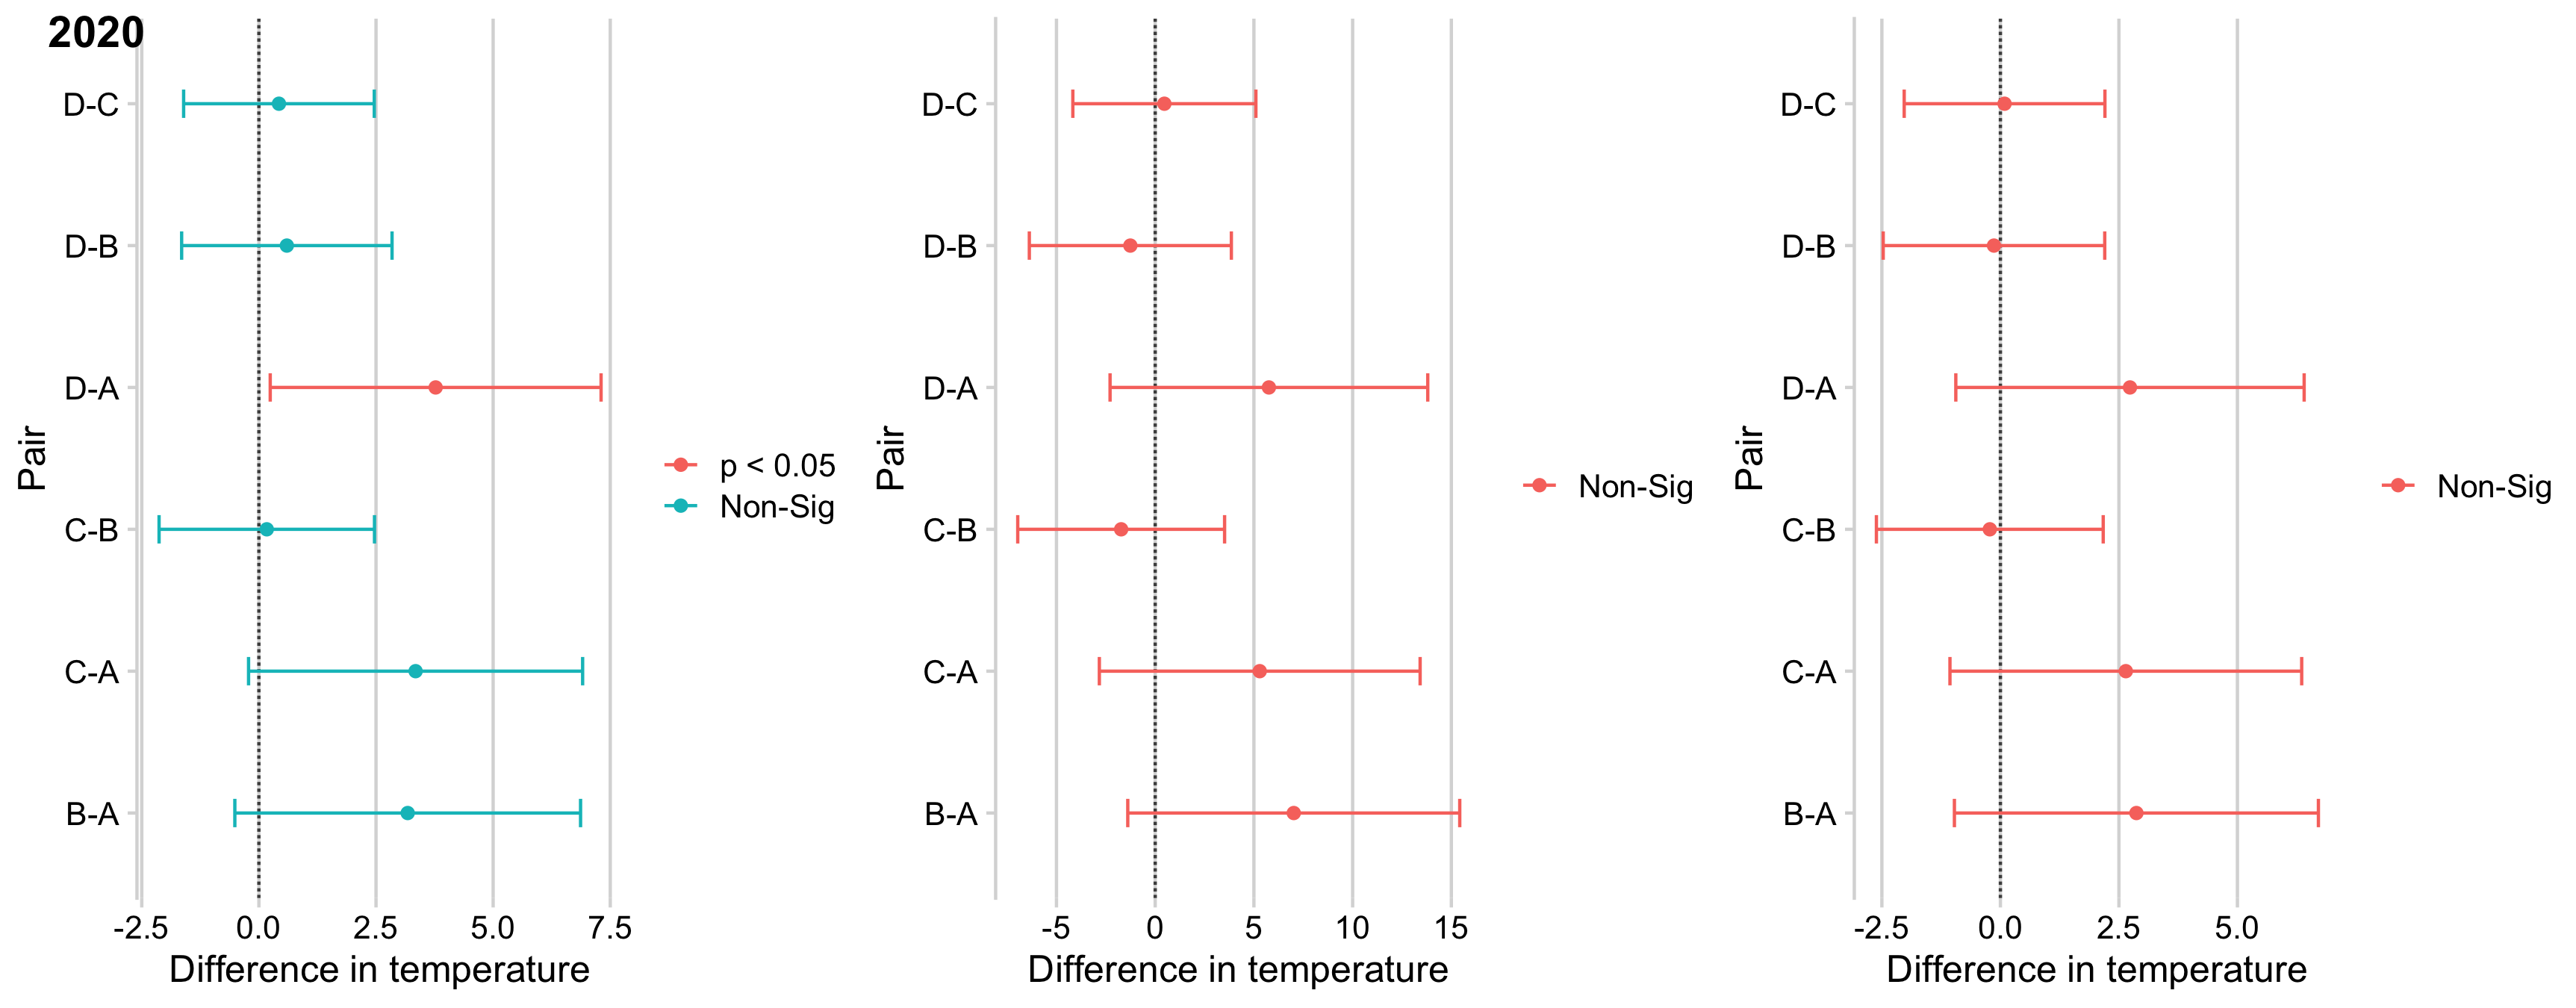 2020
D-C
D-B
D-A
C-B
C-A
B-A
Pair
-2.5 0.0 2.5 5.0 7.5
Difference in temperature
p < 0.05
Non-Sig
D-C
D-B
D-A
C-B
C-A
B-A
Pair
-5 0 5 10 15
Difference in temperature
Non-Sig
D-C
D-B
D-A
C-B
C-A
B-A
Pair
-2.5 0.0 2.5 5.0
Difference in temperature
Non-Sig